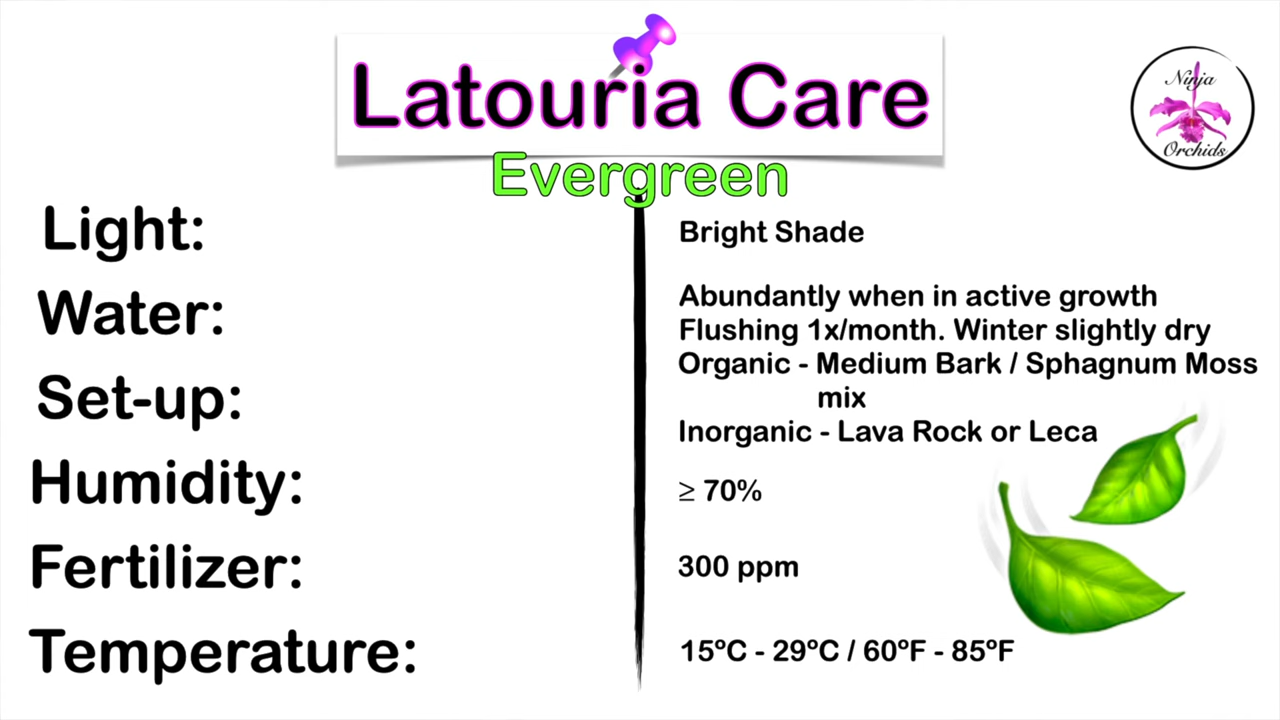 Latouria Care
Ninja
Orchids
Evergreen
Light:
Bright Shade
Water:
Abundantly when in active growth
Flushing 1x/month. Winter slightly dry
Set-up:
Organic - Medium Bark / Sphagnum Moss
mix
Inorganic - Lava Rock or Leca
Humidity:
≥ 70%
Fertilizer:
300 ppm
Temperature:
15ºC - 29ºC / 60ºF - 85ºF